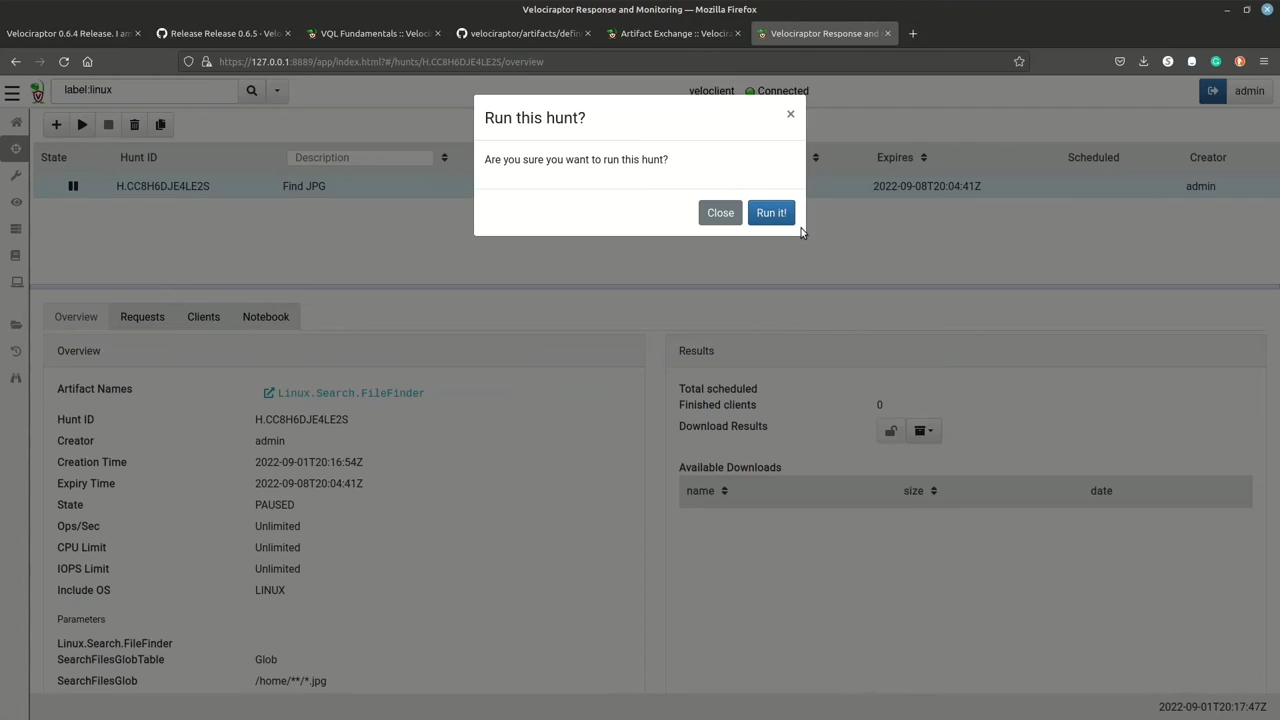 Velociraptor Response and Monitoring — Mozilla Firefox
Velociraptor 0.6.4 Release. I am
Release Release 0.6.5 · Velo
VQL Fundamentals :: Veloci
velociraptor/artifacts/defin
Artifact Exchange :: Velocira
Velociraptor Response and
https://127.0.0.1:8889/app/index.html?#/hunts/H.CC8H6DJE4LE2S/overview
label:linux
veloclient
Connected
admin
Run this hunt?
×
Are you sure you want to run this hunt?
Close
Run it!
State
Hunt ID
Description
Expires
Scheduled
Creator
H.CC8H6DJE4LE2S
Find JPG
2022-09-08T20:04:41Z
admin
Overview
Requests
Clients
Notebook
Overview
Artifact Names
Linux.Search.FileFinder
Hunt ID
H.CC8H6DJE4LE2S
Creator
admin
Creation Time
2022-09-01T20:16:54Z
Expiry Time
2022-09-08T20:04:41Z
State
PAUSED
Ops/Sec
Unlimited
CPU Limit
Unlimited
IOPS Limit
Unlimited
Include OS
LINUX
Parameters
Linux.Search.FileFinder
SearchFilesGlobTable
Glob
SearchFilesGlob
/home/**/*.jpg
Results
Total scheduled
Finished clients
0
Download Results
Available Downloads
name
size
date
2022-09-01T20:17:47Z